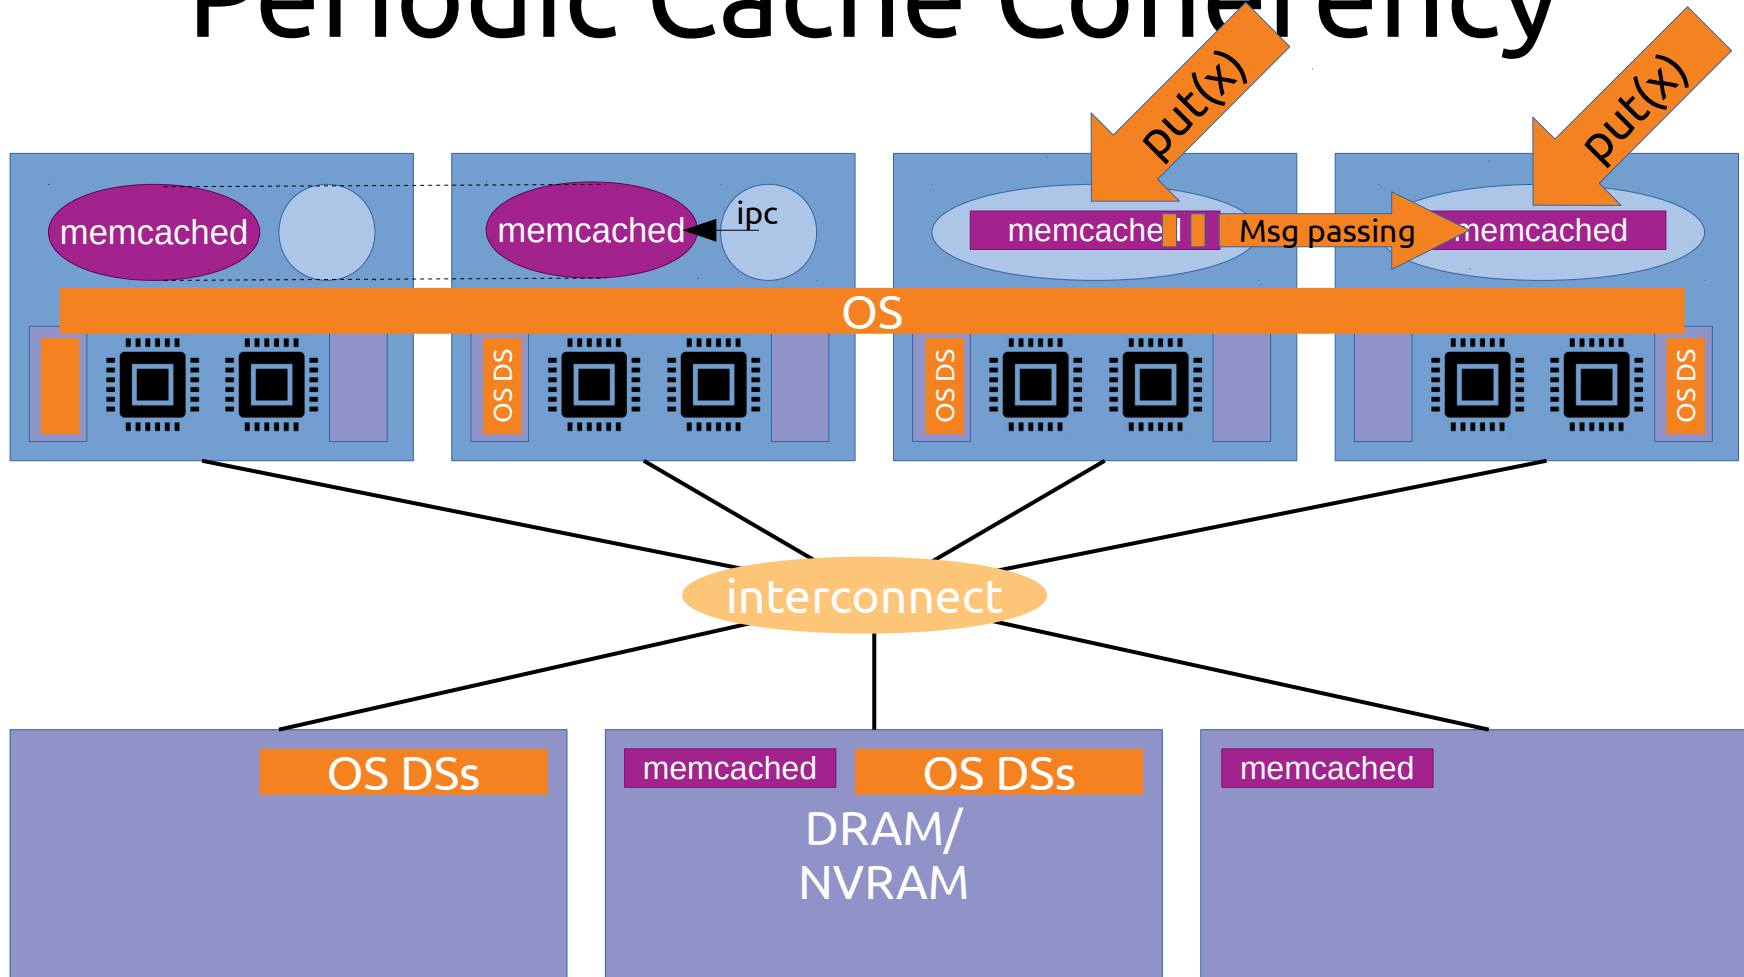 Periodic Cache Coherency
put(x)
put(x)
memcached
memcached
ipc
memcached
Msg passing
memcached
OS
OS DS
OS DS
OS DS
interconnect
OS DSs
memcached
OS DSs
memcached
DRAM/
NVRAM